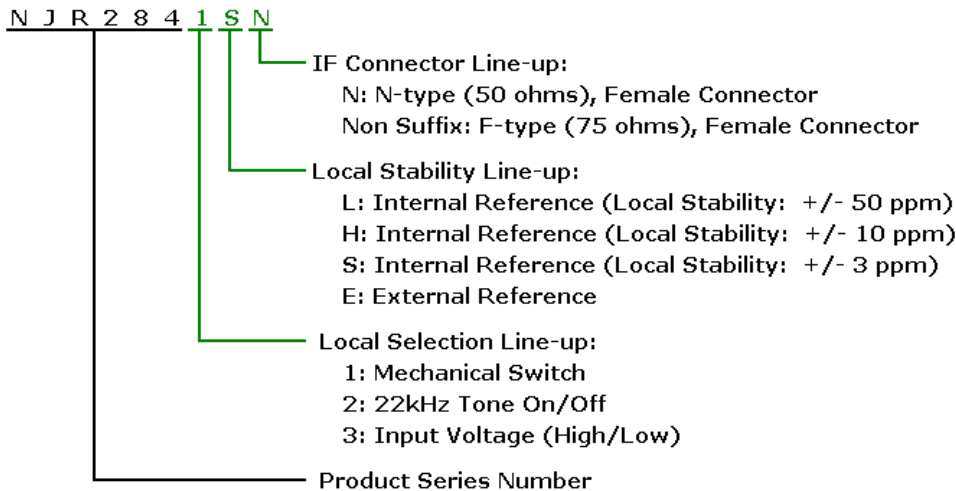 N J R 2 8 4 1 S N
IF Connector Line-up:
N: N-type (50 ohms), Female Connector
Non Suffix: F-type (75 ohms), Female Connector
Local Stability Line-up:
L: Internal Reference (Local Stability: +/- 50 ppm)
H: Internal Reference (Local Stability: +/- 10 ppm)
S: Internal Reference (Local Stability: +/- 3 ppm)
E: External Reference
Local Selection Line-up:
1: Mechanical Switch
2: 22kHz Tone On/Off
3: Input Voltage (High/Low)
Product Series Number